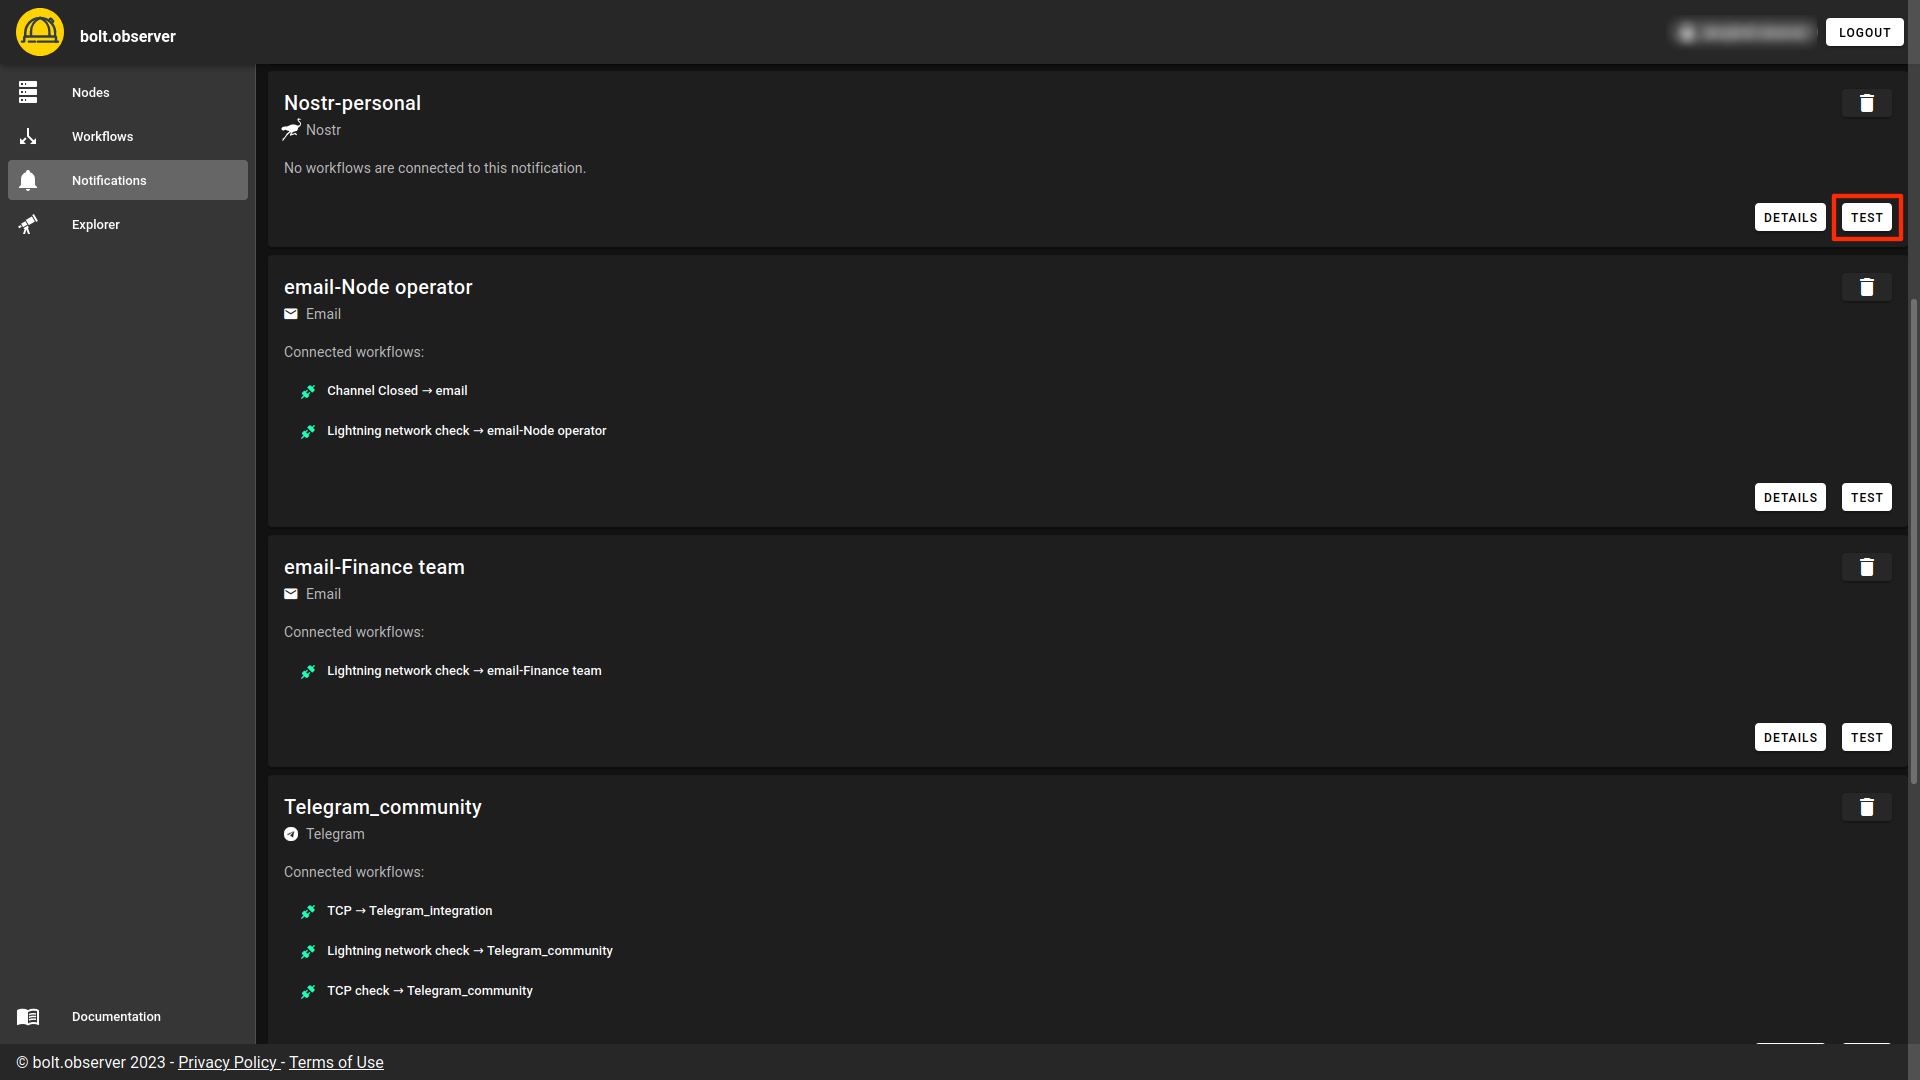 bolt.observer
LOGOUT
Nodes
Workflows
Notifications
Explorer
Nostr-personal
Nostr
No workflows are connected to this notification.
DETAILS
TEST
email-Node operator
Email
Connected workflows:
Channel Closed → email
Lightning network check → email-Node operator
DETAILS
TEST
email-Finance team
Email
Connected workflows:
Lightning network check → email-Finance team
DETAILS
TEST
Telegram_community
Telegram
Connected workflows:
TCP → Telegram_integration
Lightning network check → Telegram_community
TCP check → Telegram_community
Documentation
© bolt.observer 2023 - Privacy Policy - Terms of Use